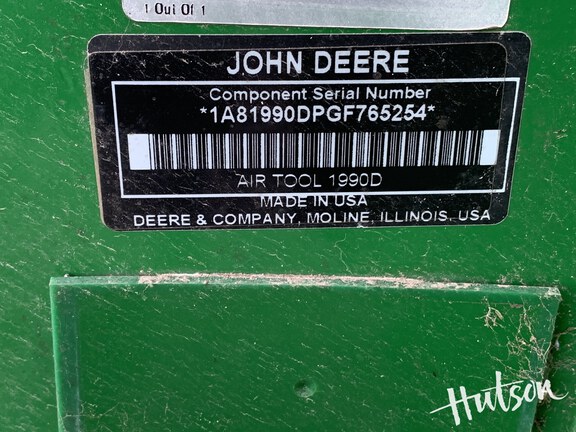 1 Out Of 1
JOHN DEERE
Component Serial Number
*1A81990DPGF765254*
AIR TOOL 1990D
MADE IN USA
DEERE & COMPANY, MOLINE, ILLINOIS, USA
Hutson